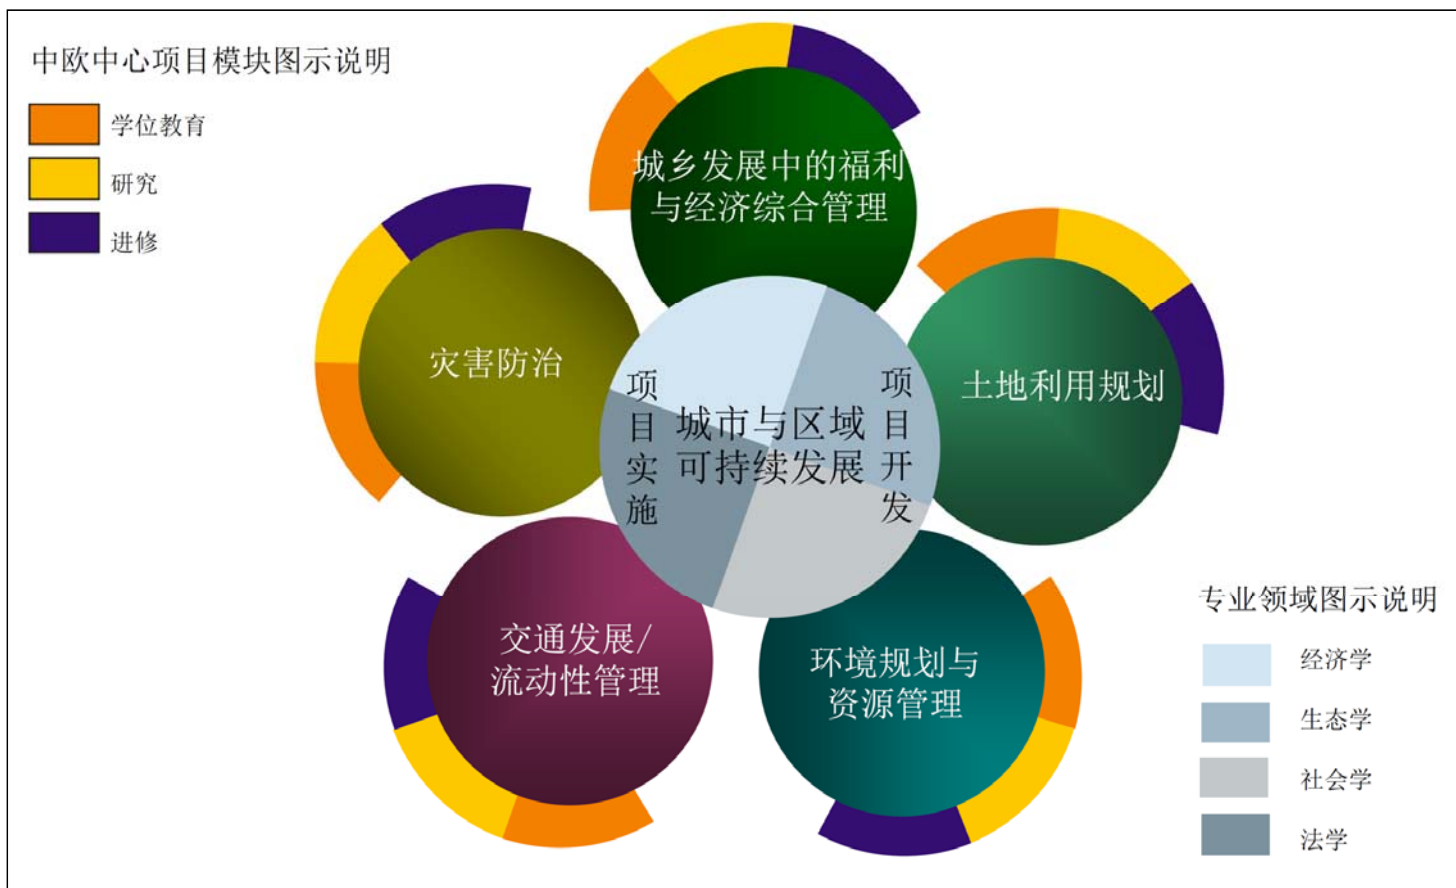 中欧中心项目模块图示说明
学位教育
研究
进修
城乡发展中的福利
与经济综合管理
灾害防治
土地利用规划
项目实施
城市与区域
可持续发展
项目开发
交通发展/
流动性管理
环境规划与
资源管理
专业领域图示说明
经济学
生态学
社会学
法学